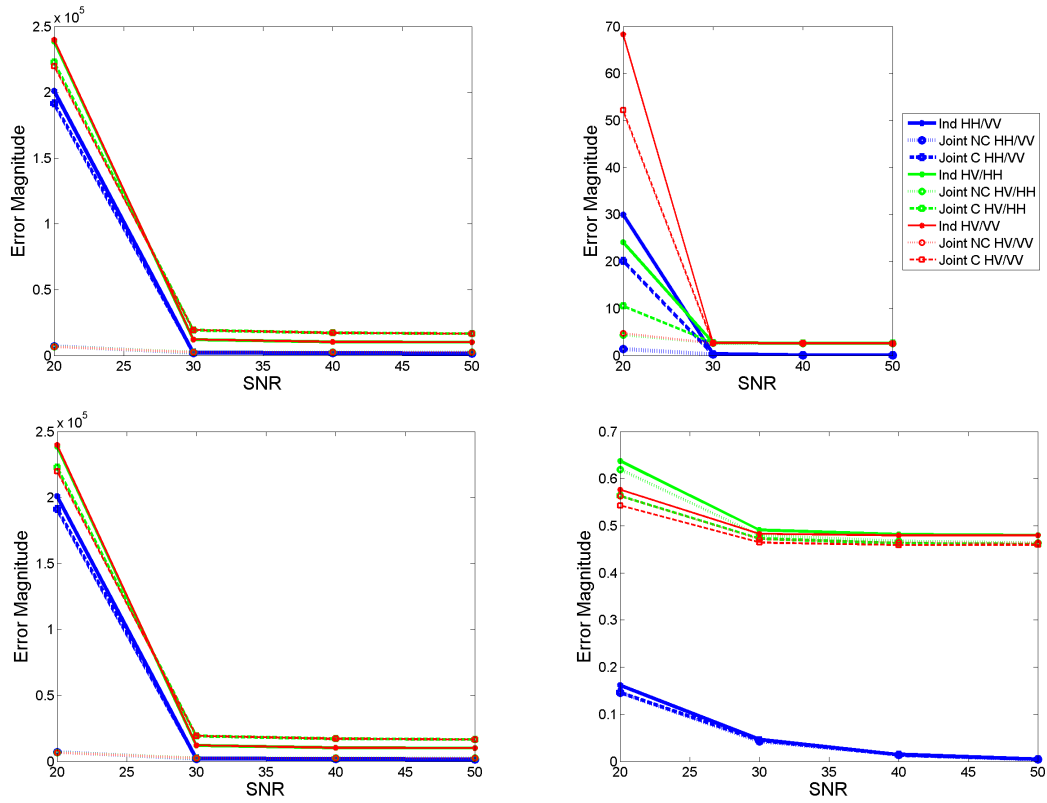 x 10^5
2.5
2
1.5
1
0.5
0
20 25 30 35 40 45 50
SNR
Error Magnitude
70
60
50
40
30
20
10
0
20 25 30 35 40 45 50
SNR
Error Magnitude
Ind HH/VV
Joint NC HH/VV
Joint C HH/VV
Ind HV/HH
Joint NC HV/HH
Joint C HV/HH
Ind HV/VV
Joint NC HV/VV
Joint C HV/VV
x 10^5
2.5
2
1.5
1
0.5
0
20 25 30 35 40 45 50
SNR
Error Magnitude
0.7
0.6
0.5
0.4
0.3
0.2
0.1
0
20 25 30 35 40 45 50
SNR
Error Magnitude